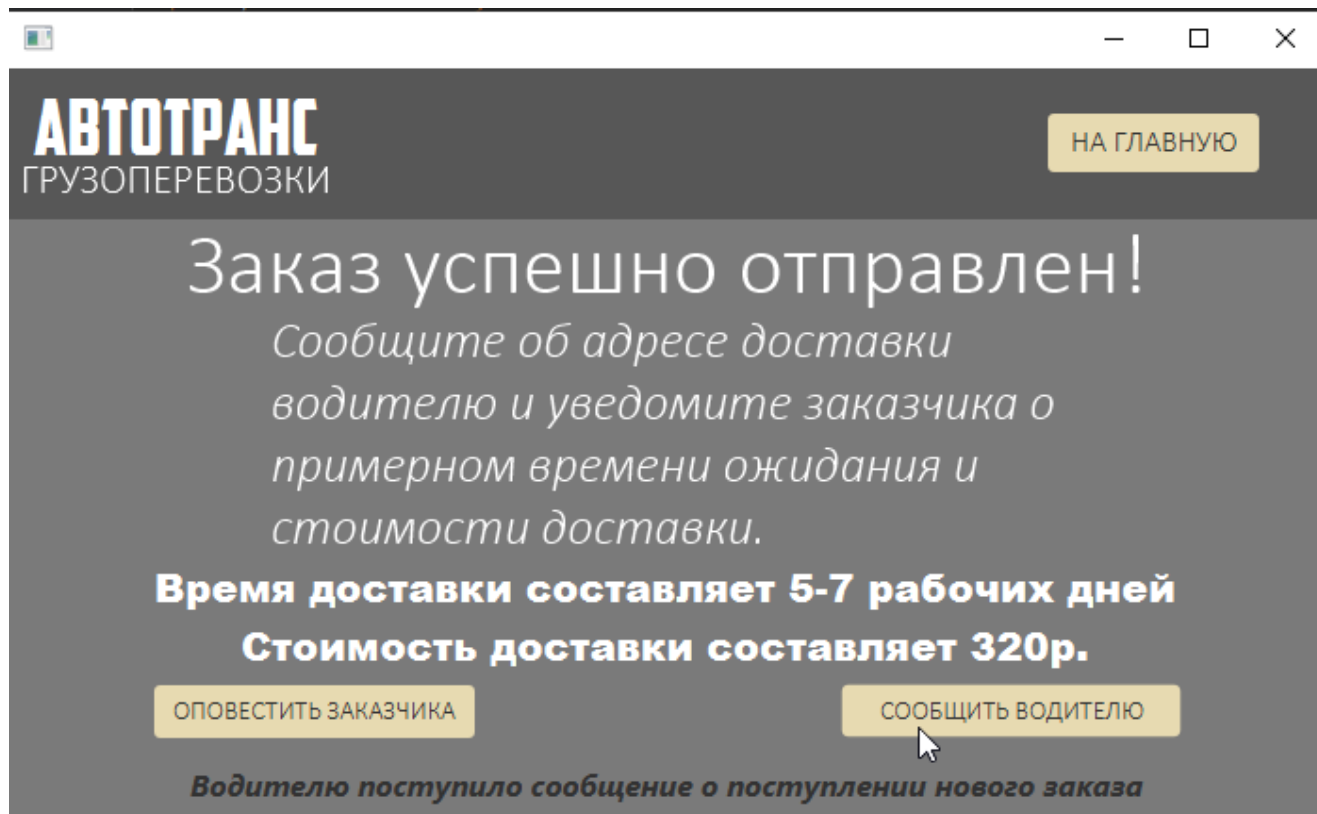 АВТОТРАНС
ГРУЗОПЕРЕВОЗКИ
НА ГЛАВНУЮ
Заказ успешно отправлен!
Сообщите об адресе доставки
водителю и уведомите заказчика о
примерном времени ожидания и
стоимости доставки.
Время доставки составляет 5-7 рабочих дней
Стоимость доставки составляет 320р.
ОПОВЕСТИТЬ ЗАКАЗЧИКА
СООБЩИТЬ ВОДИТЕЛЮ
Водителю поступило сообщение о поступлении нового заказа